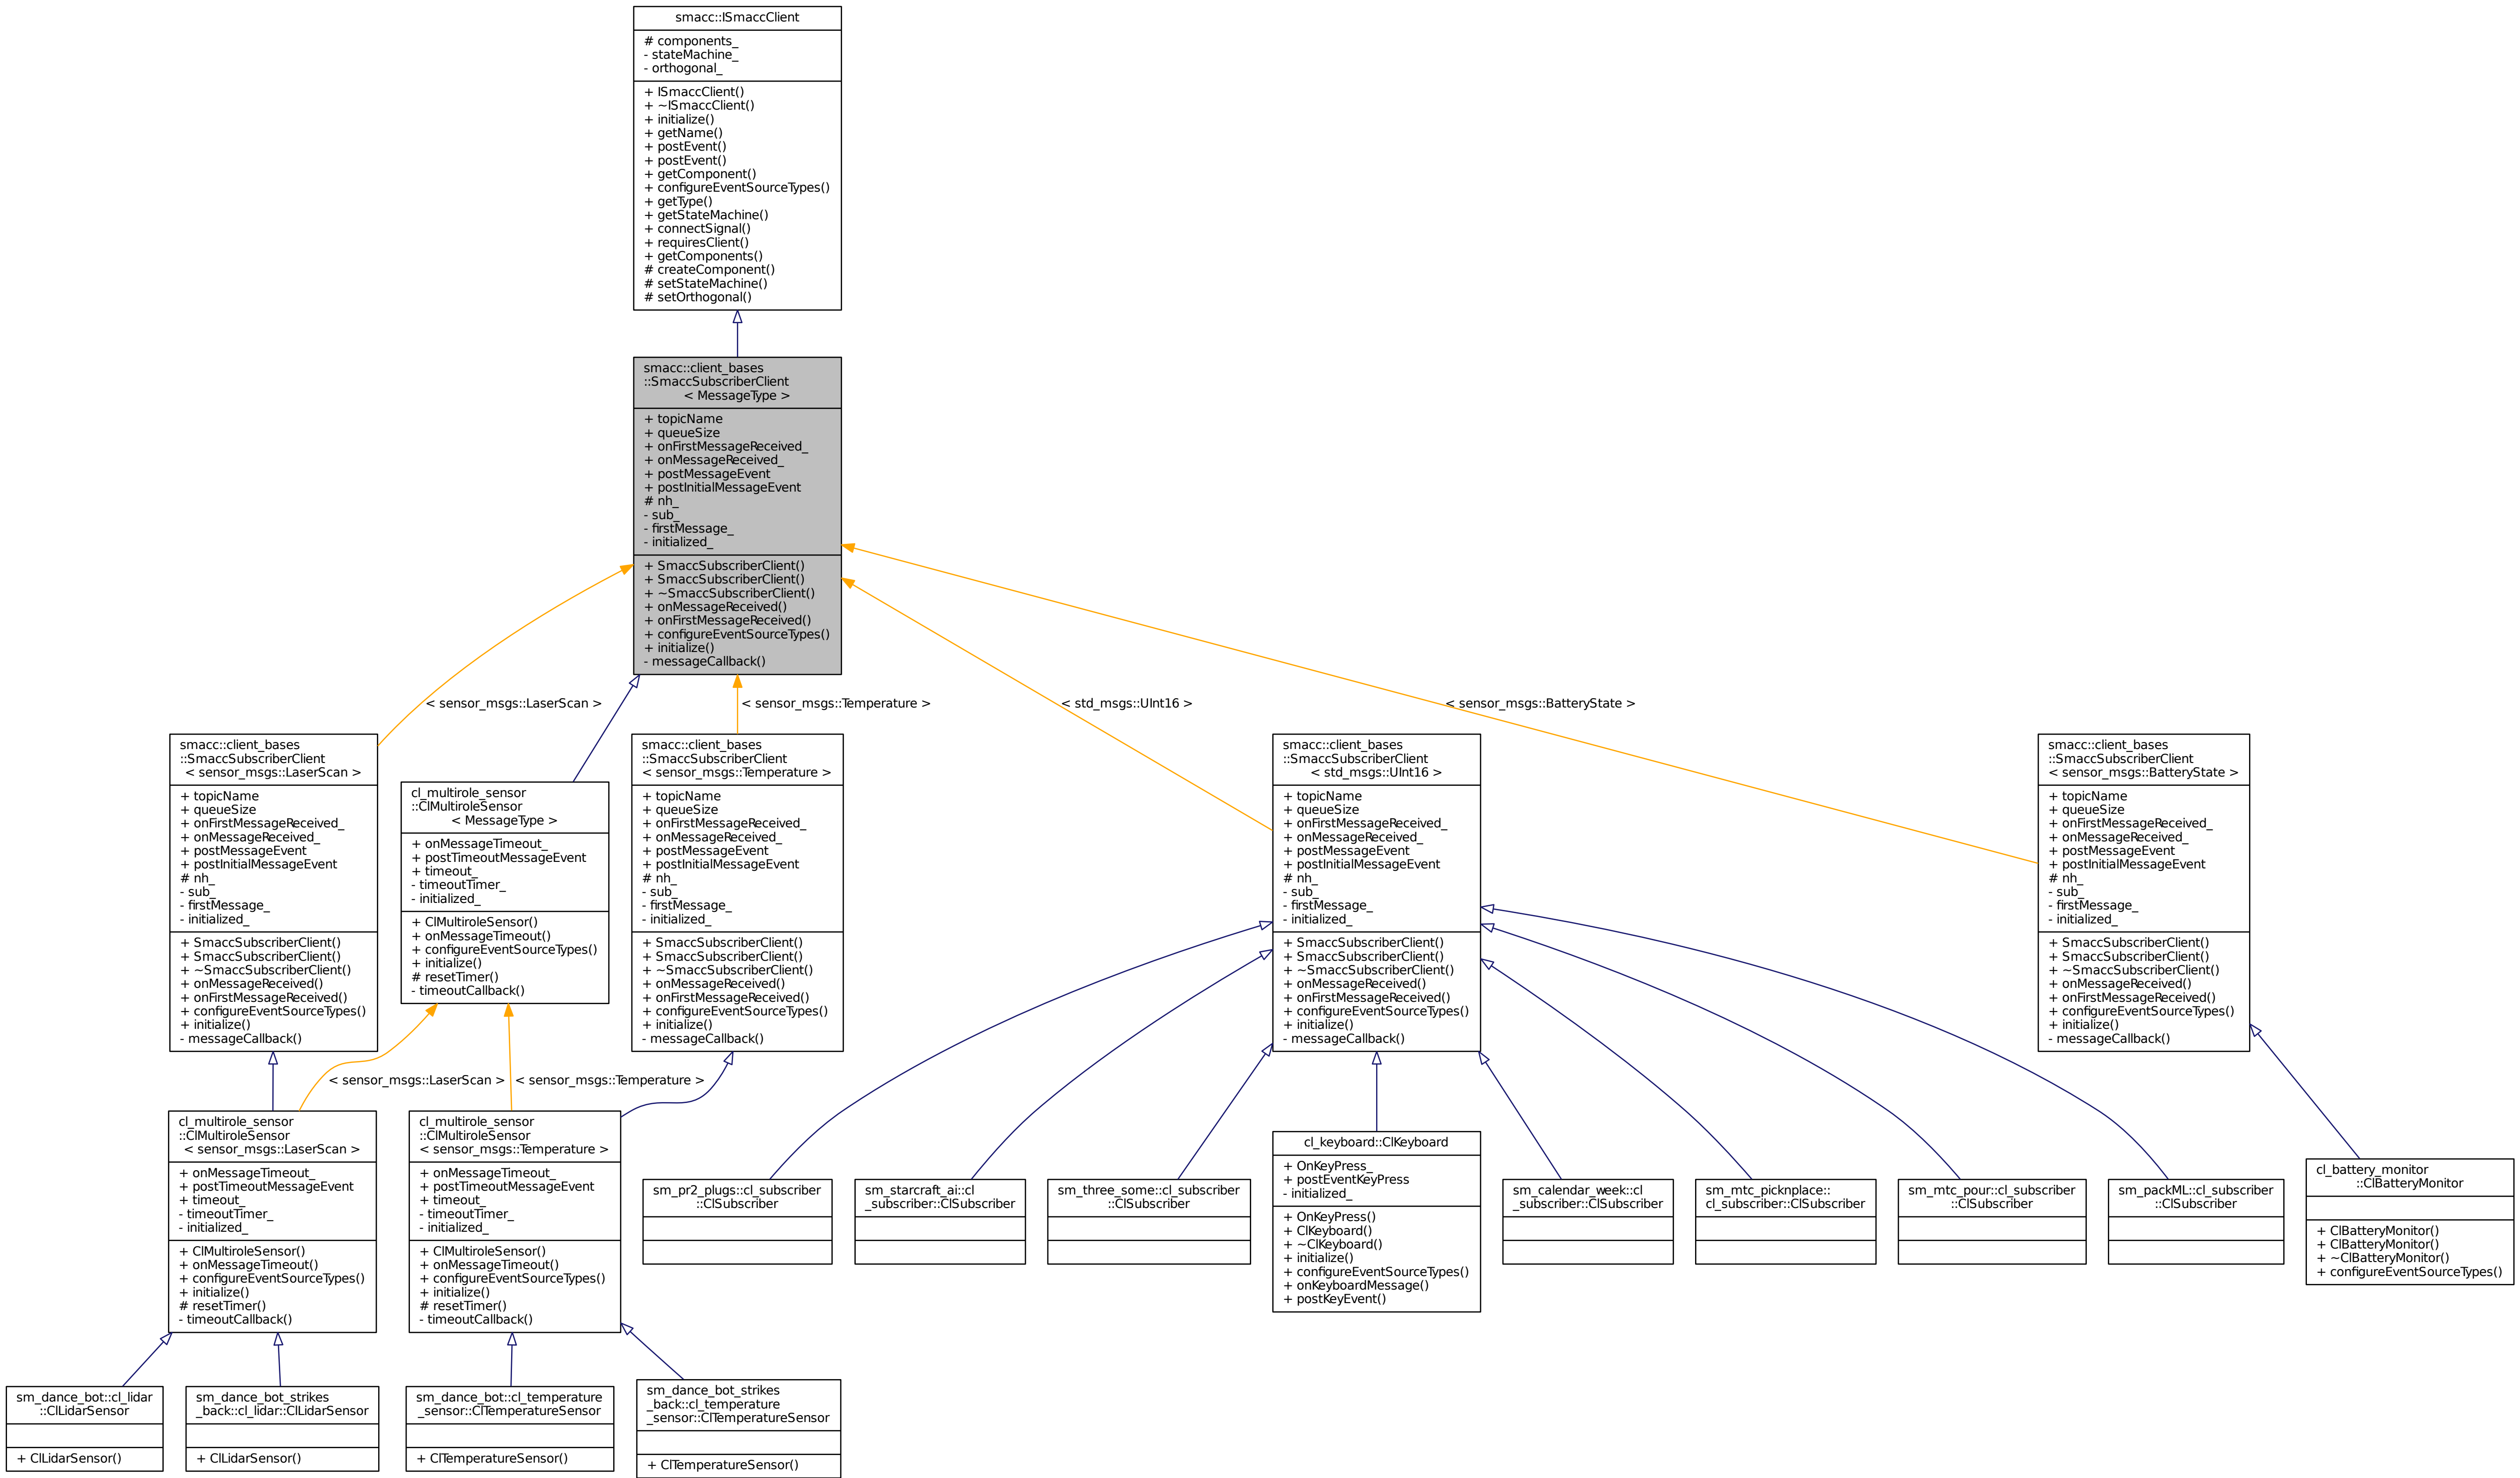 smacc::ISmaccClient
# components_
- stateMachine_
- orthogonal_
+ ISmaccClient()
+ ~ISmaccClient()
+ initialize()
+ getName()
+ postEvent()
+ postEvent()
+ getComponent()
+ configureEventSourceTypes()
+ getType()
+ getStateMachine()
+ connectSignal()
+ requiresClient()
+ getComponents()
# createComponent()
# setStateMachine()
# setOrthogonal()
smacc::client_bases
::SmaccSubscriberClient
< MessageType >
+ topicName
+ queueSize
+ onFirstMessageReceived_
+ onMessageReceived_
+ postMessageEvent
+ postInitialMessageEvent
# nh_
- sub_
- firstMessage_
- initialized_
+ SmaccSubscriberClient()
+ SmaccSubscriberClient()
+ ~SmaccSubscriberClient()
+ onMessageReceived()
+ onFirstMessageReceived()
+ configureEventSourceTypes()
+ initialize()
- messageCallback()
< sensor_msgs::LaserScan >
< sensor_msgs::Temperature >
< std_msgs::UInt16 >
< sensor_msgs::BatteryState >
smacc::client_bases
::SmaccSubscriberClient
< sensor_msgs::LaserScan >
+ topicName
+ queueSize
+ onFirstMessageReceived_
+ onMessageReceived_
+ postMessageEvent
+ postInitialMessageEvent
# nh_
- sub_
- firstMessage_
- initialized_
+ SmaccSubscriberClient()
+ SmaccSubscriberClient()
+ ~SmaccSubscriberClient()
+ onMessageReceived()
+ onFirstMessageReceived()
+ configureEventSourceTypes()
+ initialize()
- messageCallback()
cl_multirole_sensor
::ClMultiroleSensor
< MessageType >
+ onMessageTimeout_
+ postTimeoutMessageEvent
+ timeout_
- timeoutTimer_
- initialized_
+ ClMultiroleSensor()
+ onMessageTimeout()
+ configureEventSourceTypes()
+ initialize()
# resetTimer()
- timeoutCallback()
smacc::client_bases
::SmaccSubscriberClient
< sensor_msgs::Temperature >
+ topicName
+ queueSize
+ onFirstMessageReceived_
+ onMessageReceived_
+ postMessageEvent
+ postInitialMessageEvent
# nh_
- sub_
- firstMessage_
- initialized_
+ SmaccSubscriberClient()
+ SmaccSubscriberClient()
+ ~SmaccSubscriberClient()
+ onMessageReceived()
+ onFirstMessageReceived()
+ configureEventSourceTypes()
+ initialize()
- messageCallback()
smacc::client_bases
::SmaccSubscriberClient
< std_msgs::UInt16 >
+ topicName
+ queueSize
+ onFirstMessageReceived_
+ onMessageReceived_
+ postMessageEvent
+ postInitialMessageEvent
# nh_
- sub_
- firstMessage_
- initialized_
+ SmaccSubscriberClient()
+ SmaccSubscriberClient()
+ ~SmaccSubscriberClient()
+ onMessageReceived()
+ onFirstMessageReceived()
+ configureEventSourceTypes()
+ initialize()
- messageCallback()
smacc::client_bases
::SmaccSubscriberClient
< sensor_msgs::BatteryState >
+ topicName
+ queueSize
+ onFirstMessageReceived_
+ onMessageReceived_
+ postMessageEvent
+ postInitialMessageEvent
# nh_
- sub_
- firstMessage_
- initialized_
+ SmaccSubscriberClient()
+ SmaccSubscriberClient()
+ ~SmaccSubscriberClient()
+ onMessageReceived()
+ onFirstMessageReceived()
+ configureEventSourceTypes()
+ initialize()
- messageCallback()
< sensor_msgs::LaserScan >
< sensor_msgs::Temperature >
cl_multirole_sensor
::ClMultiroleSensor
< sensor_msgs::LaserScan >
+ onMessageTimeout_
+ postTimeoutMessageEvent
+ timeout_
- timeoutTimer_
- initialized_
+ ClMultiroleSensor()
+ onMessageTimeout()
+ configureEventSourceTypes()
+ initialize()
# resetTimer()
- timeoutCallback()
cl_multirole_sensor
::ClMultiroleSensor
< sensor_msgs::Temperature >
+ onMessageTimeout_
+ postTimeoutMessageEvent
+ timeout_
- timeoutTimer_
- initialized_
+ ClMultiroleSensor()
+ onMessageTimeout()
+ configureEventSourceTypes()
+ initialize()
# resetTimer()
- timeoutCallback()
sm_pr2_plugs::cl_subscriber
::ClSubscriber
sm_starcraft_ai::cl
_subscriber::ClSubscriber
sm_three_some::cl_subscriber
::ClSubscriber
cl_keyboard::ClKeyboard
+ OnKeyPress_
+ postEventKeyPress
- initialized_
+ OnKeyPress()
+ ClKeyboard()
+ ~ClKeyboard()
+ initialize()
+ configureEventSourceTypes()
+ onKeyboardMessage()
+ postKeyEvent()
sm_calendar_week::cl
_subscriber::ClSubscriber
sm_mtc_picknplace::
cl_subscriber::ClSubscriber
sm_mtc_pour::cl_subscriber
::ClSubscriber
sm_packML::cl_subscriber
::ClSubscriber
cl_battery_monitor
::ClBatteryMonitor
+ ClBatteryMonitor()
+ ClBatteryMonitor()
+ ~ClBatteryMonitor()
+ configureEventSourceTypes()
sm_dance_bot::cl_lidar
::ClLidarSensor
+ ClLidarSensor()
sm_dance_bot_strikes
_back::cl_lidar::ClLidarSensor
+ ClLidarSensor()
sm_dance_bot::cl_temperature
_sensor::ClTemperatureSensor
+ ClTemperatureSensor()
sm_dance_bot_strikes
_back::cl_temperature
_sensor::ClTemperatureSensor
+ ClTemperatureSensor()